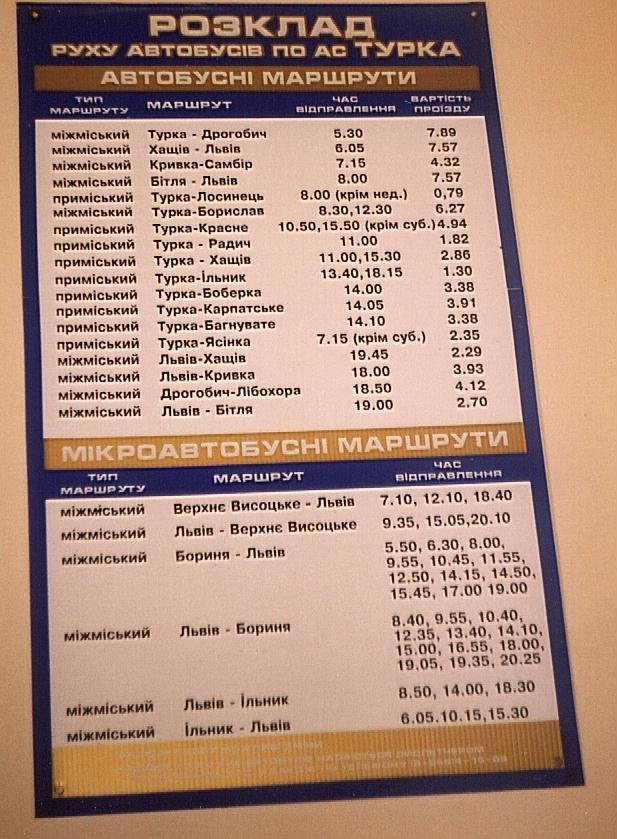 РОЗКЛАД
РУХУ АВТОБУСІВ ПО АС ТУРКА
АВТОБУСНІ МАРШРУТИ
ТИП МАРШРУТУ МАРШРУТ ЧАС ВІДПРАВЛЕННЯ ВАРТІСТЬ ПРОЇЗДУ
міжміський Турка - Дрогобич 5.30 7.89
міжміський Хащів - Львів 6.05 7.57
міжміський Кривка-Самбір 7.15 4.32
міжміський Бітля - Львів 8.00 7.57
приміський Турка-Лосинець 8.00 (крім нед.) 0,79
міжміський Турка-Борислав 8.30,12.30 6.27
приміський Турка-Красне 10.50,15.50 (крім суб.) 4.94
приміський Турка - Радич 11.00 1.82
приміський Турка - Хащів 11.00,15.30 2.86
приміський Турка-Ільник 13.40,18.15 1.30
приміський Турка-Боберка 14.00 3.38
приміський Турка-Карпатське 14.05 3.91
приміський Турка-Багнувате 14.10 3.38
приміський Турка-Ясінка 7.15 (крім суб.) 2.35
міжміський Львів-Хащів 19.45 2.29
міжміський Львів-Кривка 18.00 3.93
міжміський Дрогобич-Лібохора 18.50 4.12
міжміський Львів - Бітля 19.00 2.70
МІКРОАВТОБУСНІ МАРШРУТИ
ТИП МАРШРУТУ МАРШРУТ ЧАС ВІДПРАВЛЕННЯ
міжміський Верхнє Висоцьке - Львів 7.10, 12.10, 18.40
міжміський Львів - Верхнє Висоцьке 9.35, 15.05,20.10
міжміський Бориня - Львів 5.50, 6.30, 8.00,
9.55, 10.45, 11.55,
12.50, 14.15, 14.50,
15.45, 17.00 19.00
міжміський Львів - Бориня 8.40, 9.55, 10.40,
12.35, 13.40, 14.10,
15.00, 16.55, 18.00,
19.05, 19.35, 20.25
міжміський Львів - Ільник 8.50, 14.00, 18.30
міжміський Ільник - Львів 6.05.10.15,15.30